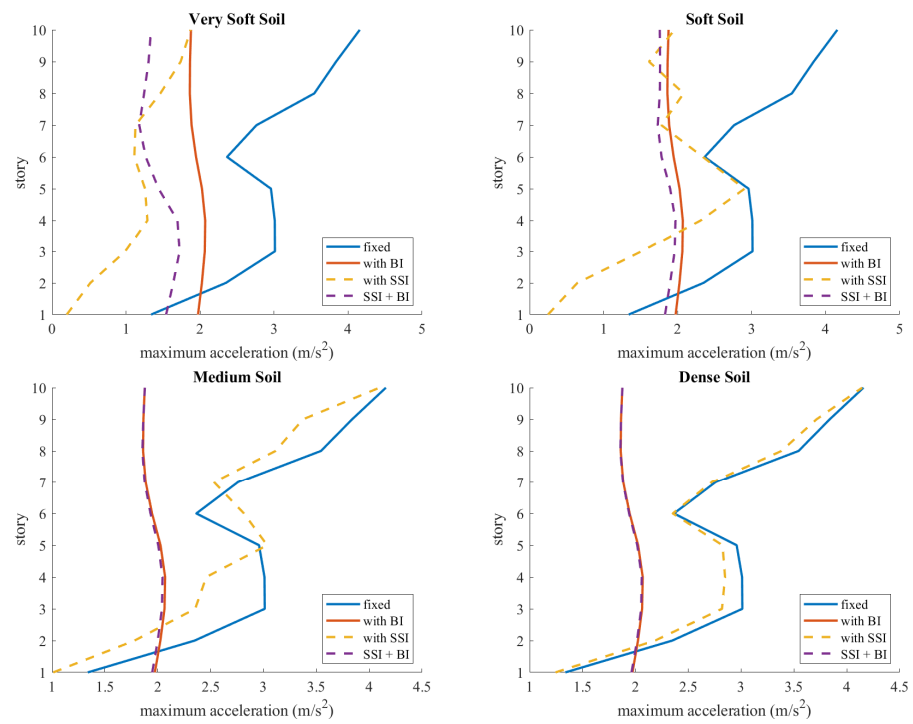 Very Soft Soil
10
9
8
7
6
5
4
3
2
1
story
0 1 2 3 4 5
maximum acceleration (m/s²)
fixed
with BI
with SSI
SSI + BI
Soft Soil
10
9
8
7
6
5
4
3
2
1
story
0 1 2 3 4 5
maximum acceleration (m/s²)
fixed
with BI
with SSI
SSI + BI
Medium Soil
10
9
8
7
6
5
4
3
2
1
story
1 1.5 2 2.5 3 3.5 4 4.5
maximum acceleration (m/s²)
fixed
with BI
with SSI
SSI + BI
Dense Soil
10
9
8
7
6
5
4
3
2
1
story
1 1.5 2 2.5 3 3.5 4 4.5
maximum acceleration (m/s²)
fixed
with BI
with SSI
SSI + BI